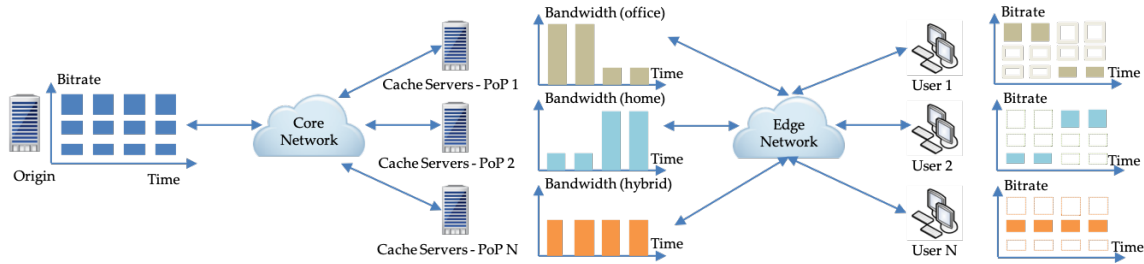 Bitrate
Origin
Time
Core
Network
Cache Servers - PoP 1
Cache Servers - PoP 2
Cache Servers - PoP N
Bandwidth (office)
Time
Bandwidth (home)
Time
Bandwidth (hybrid)
Time
Edge
Network
User 1
User 2
User N
Bitrate
Time
Bitrate
Time
Bitrate
Time